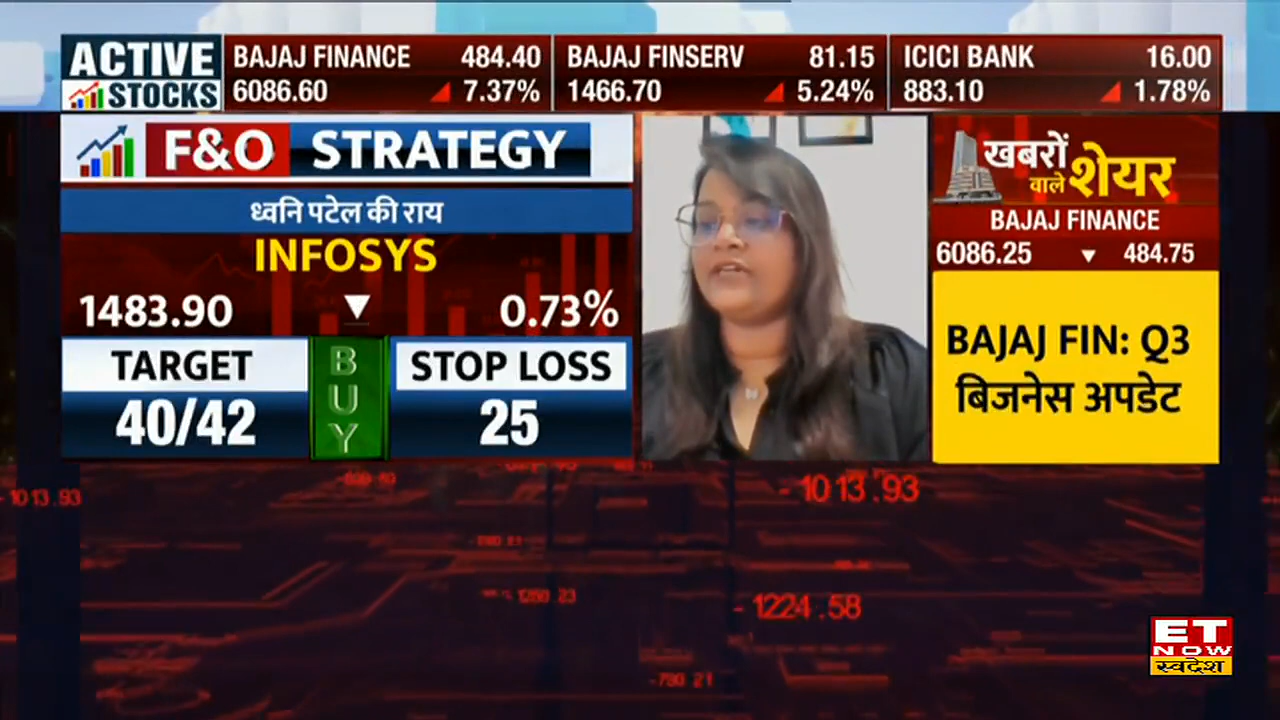 ACTIVE STOCKS
BAJAJ FINANCE 484.40
6086.60 7.37%
BAJAJ FINSERV 81.15
1466.70 5.24%
ICICI BANK 16.00
883.10 1.78%
F&O STRATEGY
ध्वनि पटेल की राय
INFOSYS
1483.90 ▼ 0.73%
TARGET
40/42
BUY
STOP LOSS
25
खबरों
वाले शेयर
BAJAJ FINANCE
6086.25 ▼ 484.75
BAJAJ FIN: Q3
बिजनेस अपडेट
- 1013.93
- 1013.93
- 1224.58
ET
NOW
स्वदेश